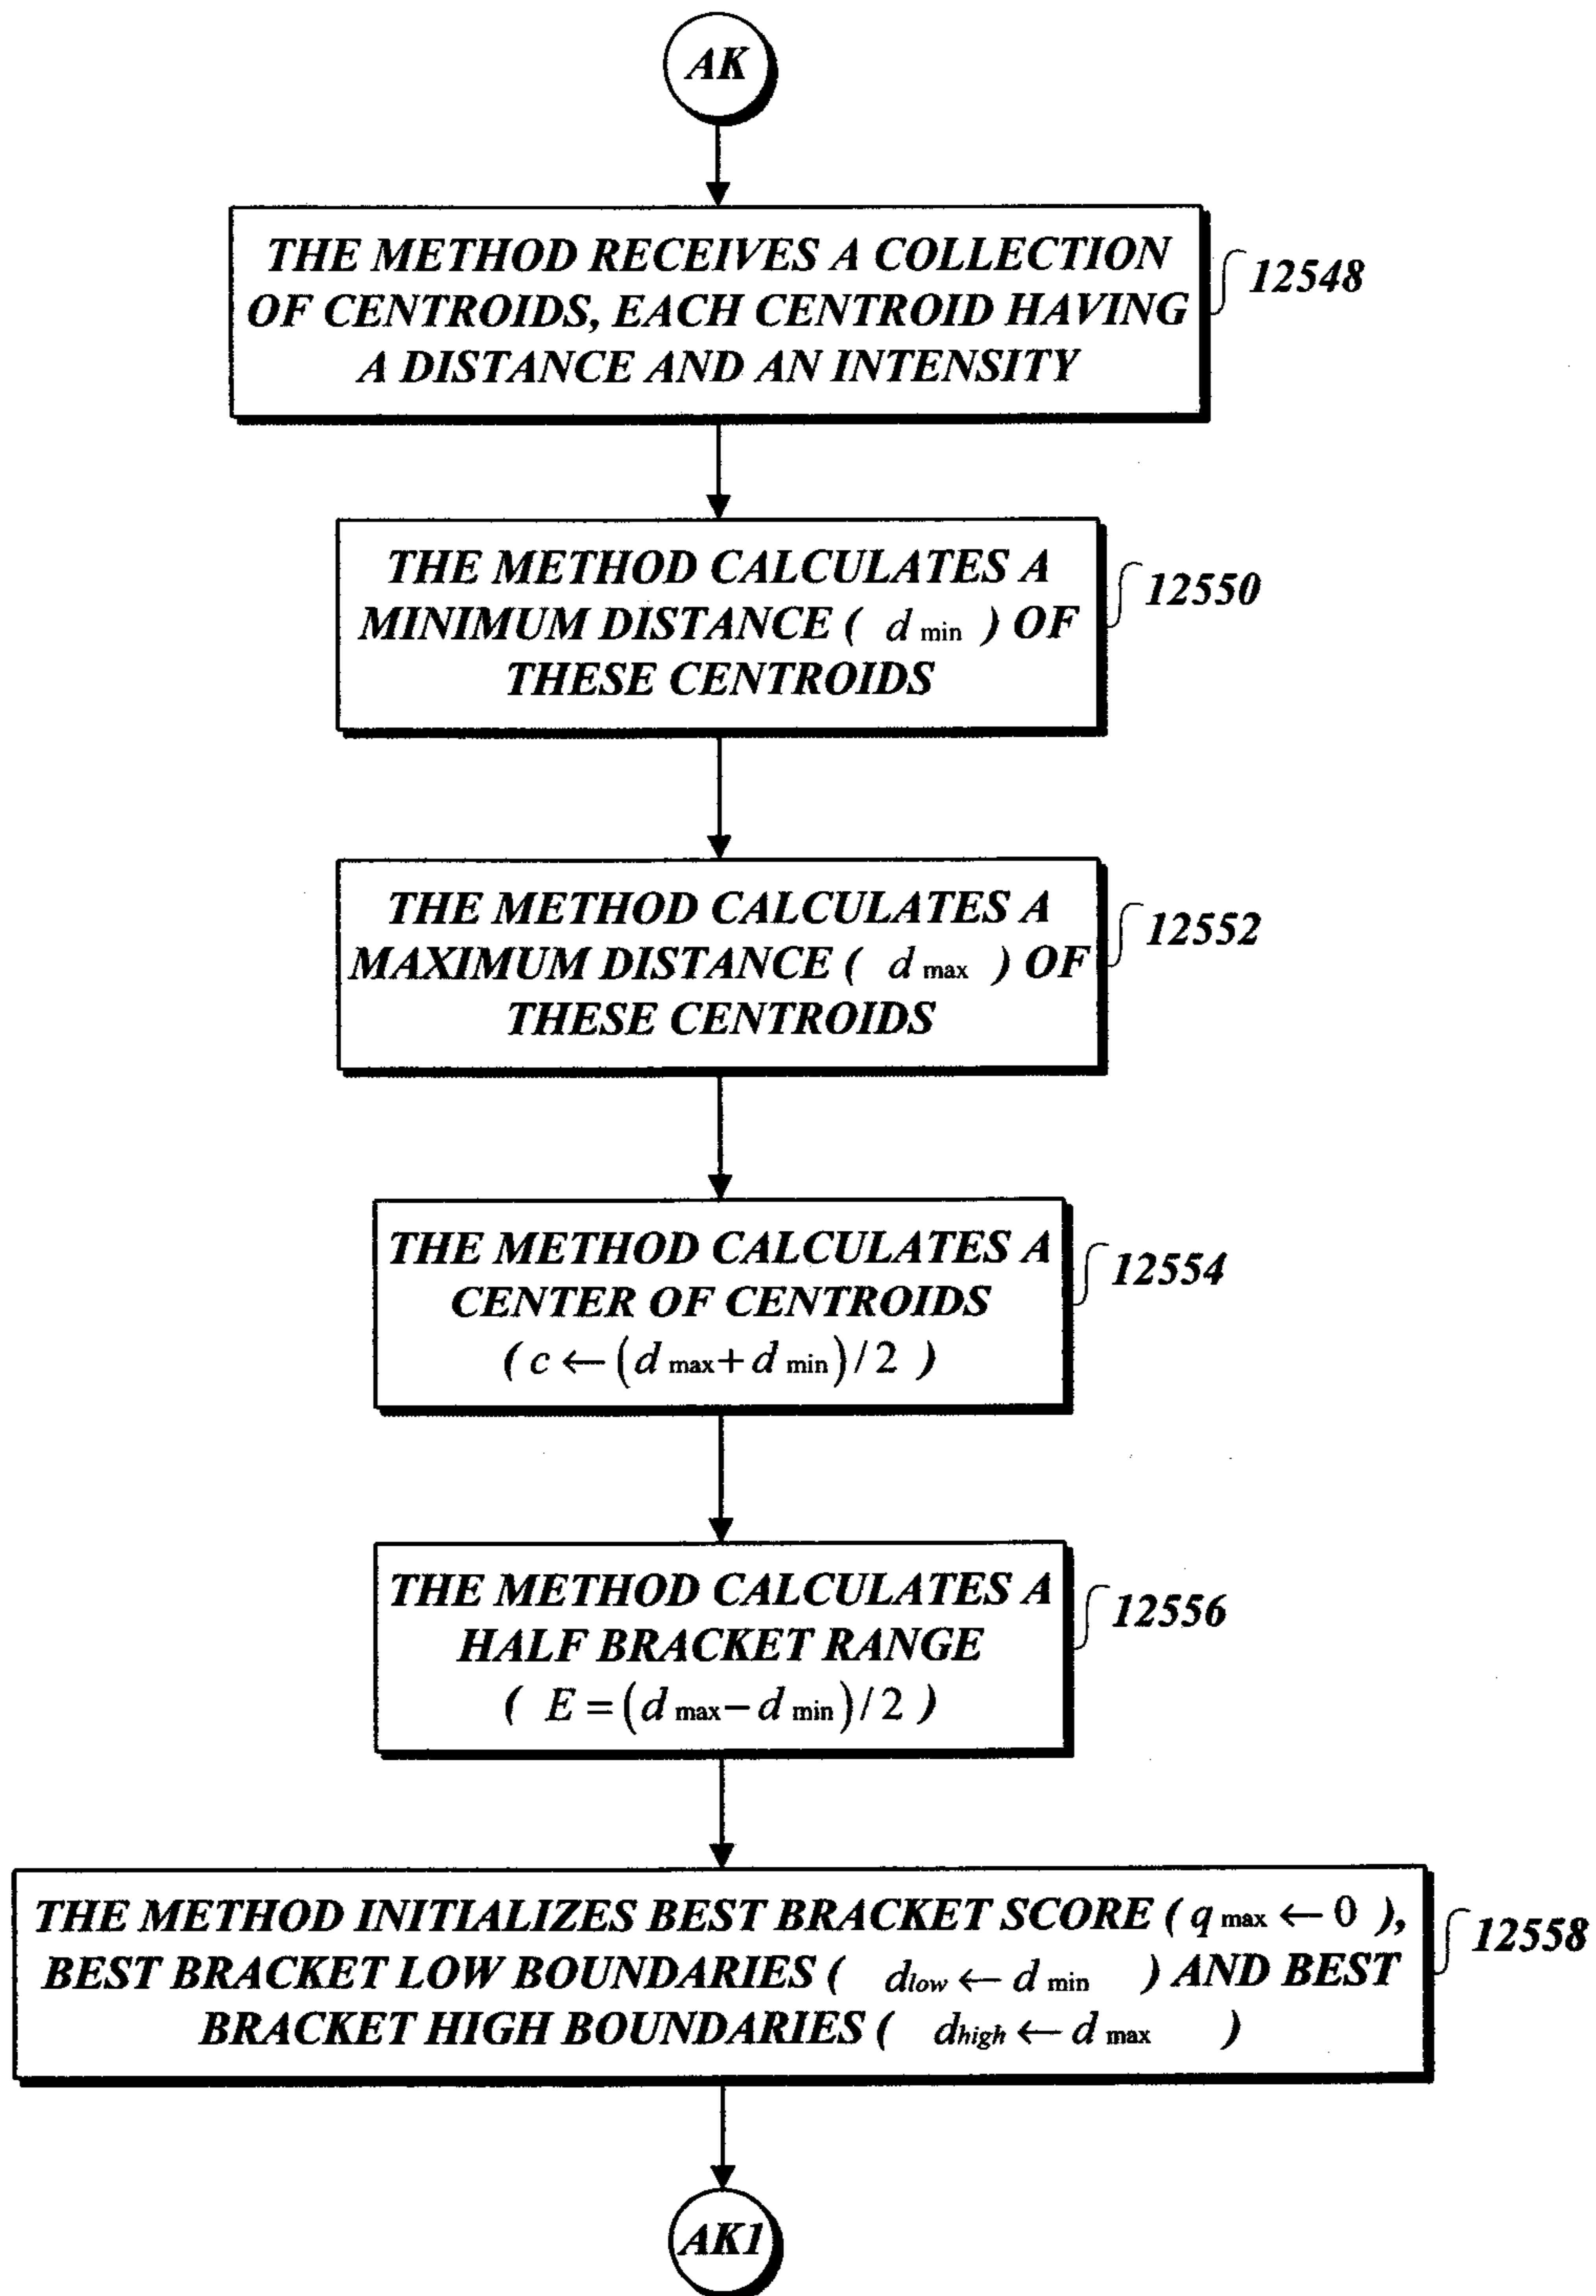 AK
THE METHOD RECEIVES A COLLECTION
OF CENTROIDS, EACH CENTROID HAVING
A DISTANCE AND AN INTENSITY
12548
THE METHOD CALCULATES A
MINIMUM DISTANCE ( d min ) OF
THESE CENTROIDS
12550
THE METHOD CALCULATES A
MAXIMUM DISTANCE ( d max ) OF
THESE CENTROIDS
12552
THE METHOD CALCULATES A
CENTER OF CENTROIDS
( c ← (d max + d min)/2 )
12554
THE METHOD CALCULATES A
HALF BRACKET RANGE
( E = (d max − d min)/2 )
12556
THE METHOD INITIALIZES BEST BRACKET SCORE ( q max ← 0 ),
BEST BRACKET LOW BOUNDARIES ( dlow ← d min ) AND BEST
BRACKET HIGH BOUNDARIES ( dhigh ← d max )
12558
AK1